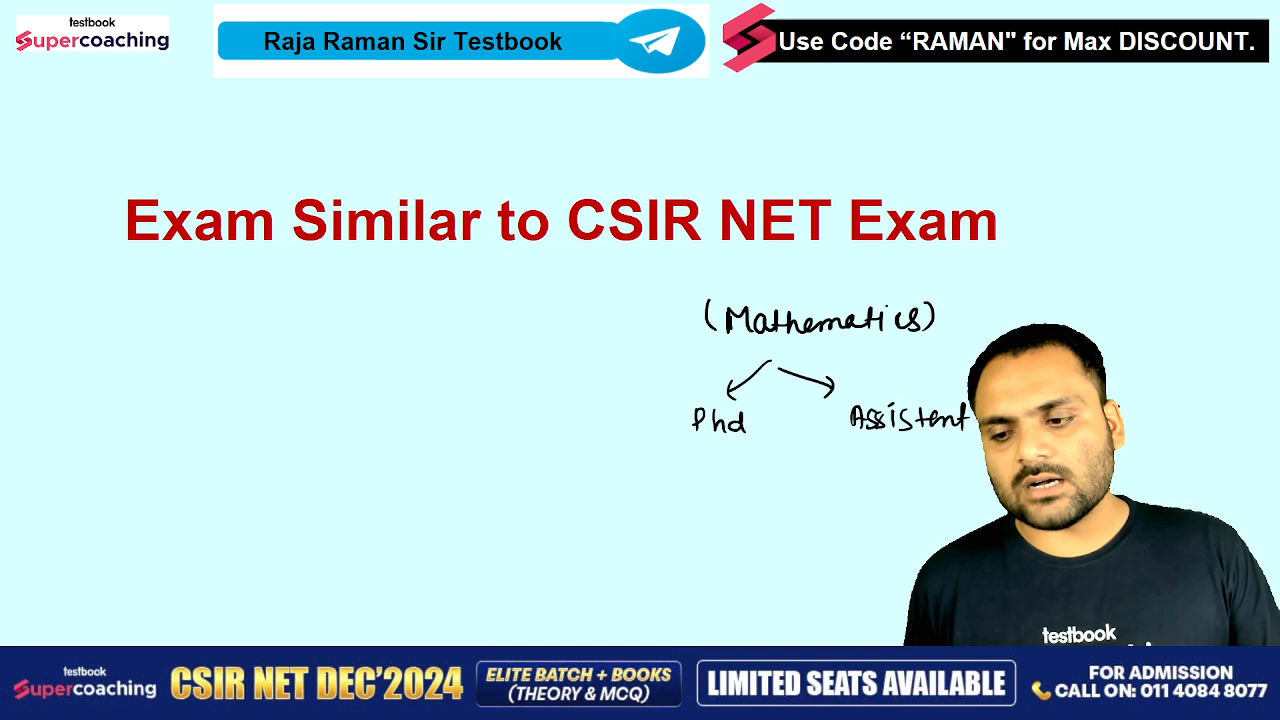 testbook
Supercoaching
Raja Raman Sir Testbook
Use Code “RAMAN" for Max DISCOUNT.
Exam Similar to CSIR NET Exam
(Mathematics)
Phd
Assistent
testbook
testbook
Supercoaching
CSIR NET DEC'2024
ELITE BATCH + BOOKS
(THEORY & MCQ)
LIMITED SEATS AVAILABLE
FOR ADMISSION
CALL ON: 011 4084 8077